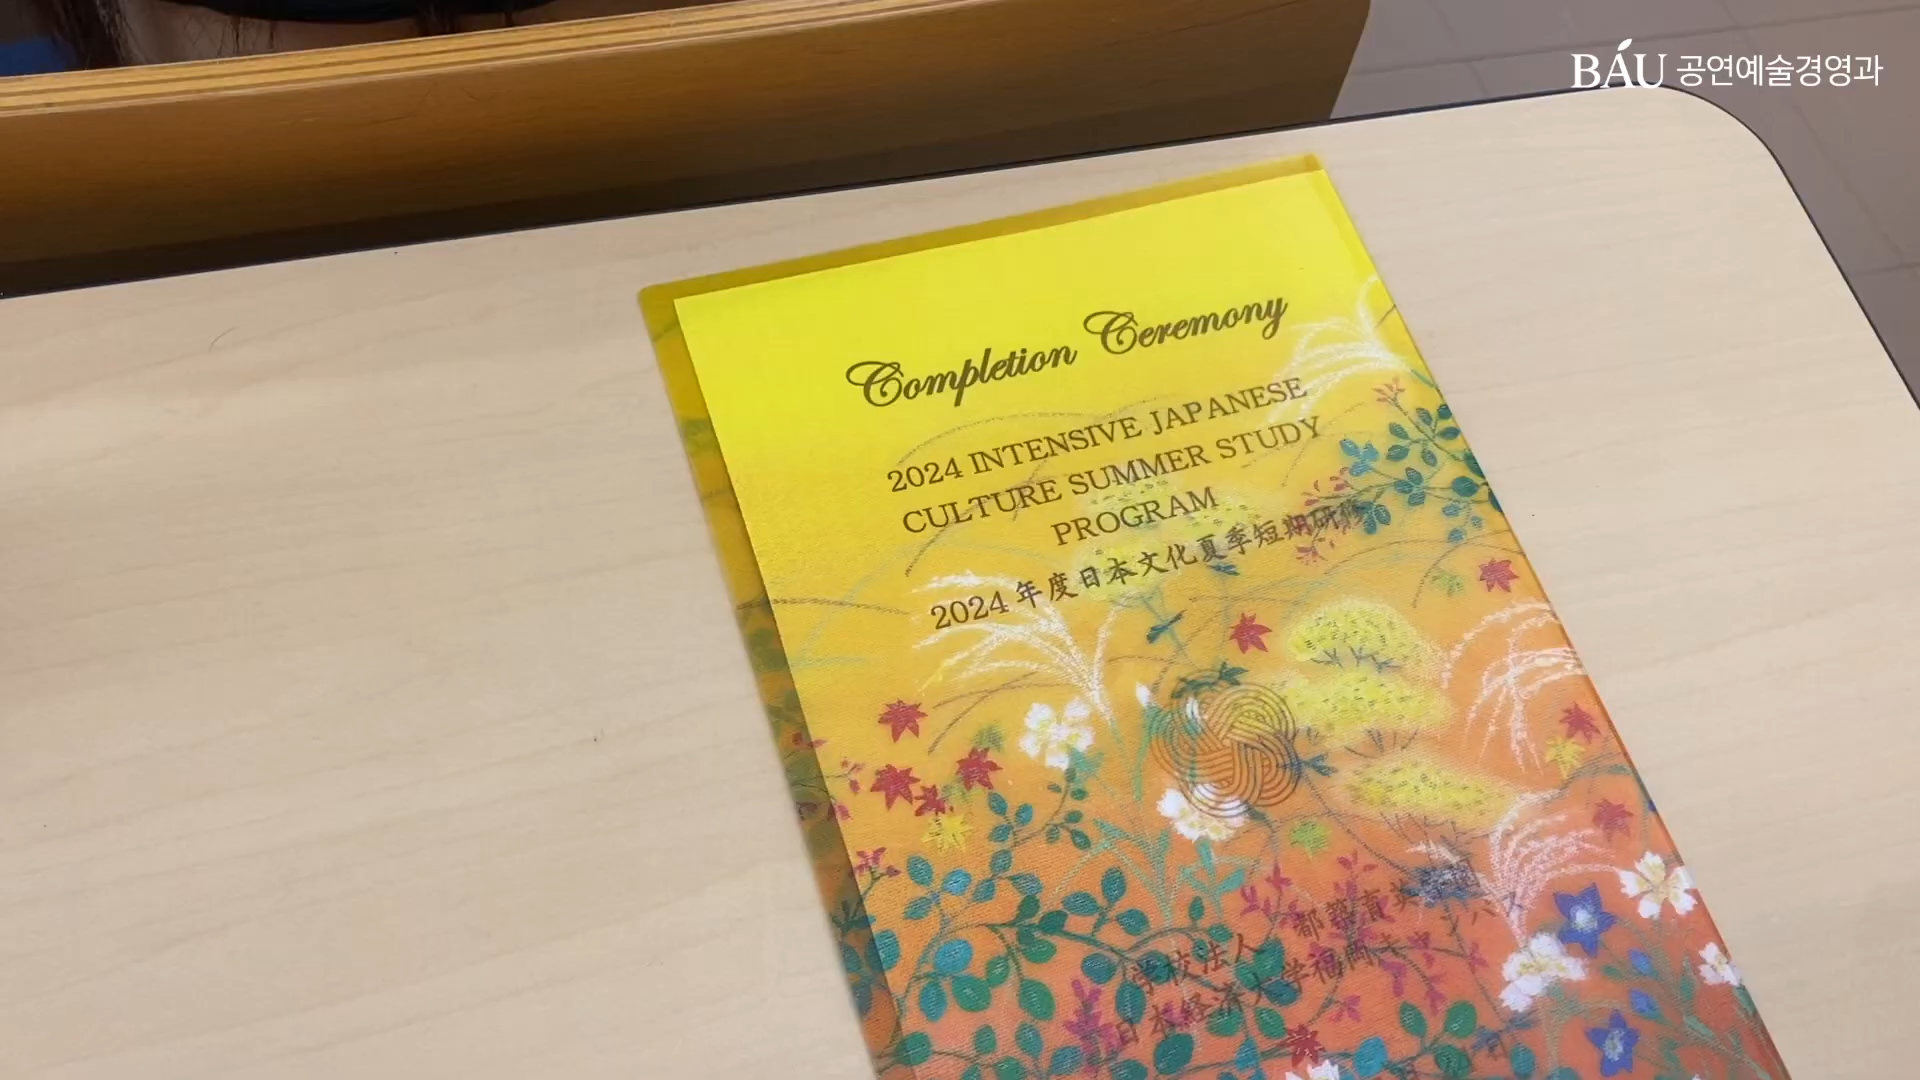 BAU 공연예술경영과
Completion Ceremony
2024 INTENSIVE JAPANESE
CULTURE SUMMER STUDY
PROGRAM
2024年度日本文化夏季短期研修
学校法人 都築育英学園
日本経済大学福岡キャンパス